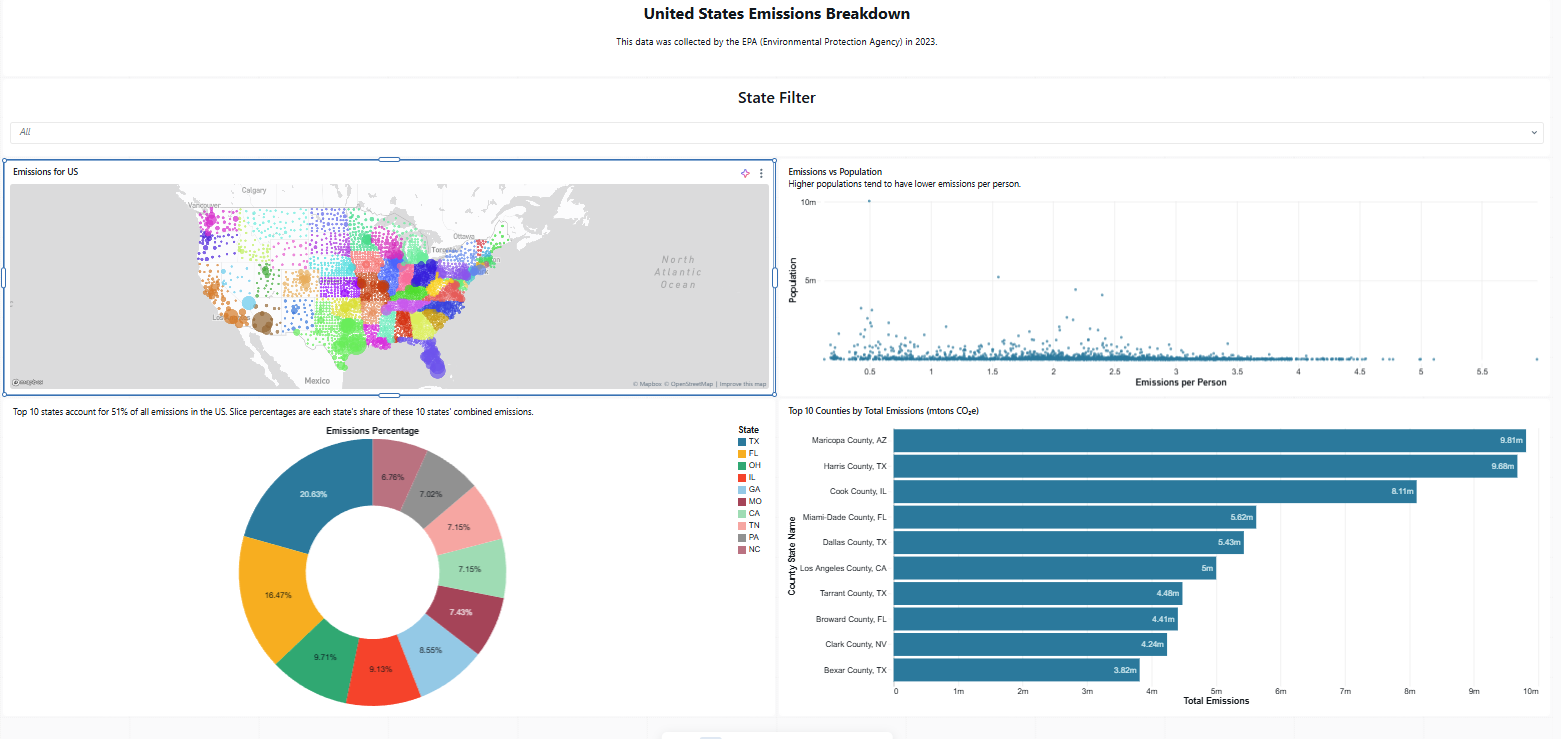 United States Emissions Breakdown
This data was collected by the EPA (Environmental Protection Agency) in 2023.
State Filter
All
Emissions for US
Calgary
Vancouver
Ottawa
Toronto
North
Atlantic
Ocean
Mexico
© Mapbox © OpenStreetMap | Improve this map
Emissions vs Population
Higher populations tend to have lower emissions per person.
Population
10m
5m
0.5 1 1.5 2 2.5 3 3.5 4 4.5 5 5.5
Emissions per Person
Top 10 states account for 51% of all emissions in the US. Slice percentages are each state's share of these 10 states' combined emissions.
Emissions Percentage
20.63%
16.47%
9.71%
9.13%
8.55%
7.43%
7.15%
7.15%
7.02%
6.76%
State
TX
FL
OH
IL
GA
MO
CA
TN
PA
NC
Top 10 Counties by Total Emissions (mtons CO₂e)
County State Name
Maricopa County, AZ 9.81m
Harris County, TX 9.68m
Cook County, IL 8.11m
Miami-Dade County, FL 5.62m
Dallas County, TX 5.43m
Los Angeles County, CA 5m
Tarrant County, TX 4.48m
Broward County, FL 4.41m
Clark County, NV 4.24m
Bexar County, TX 3.82m
0 1m 2m 3m 4m 5m 6m 7m 8m 9m 10m
Total Emissions